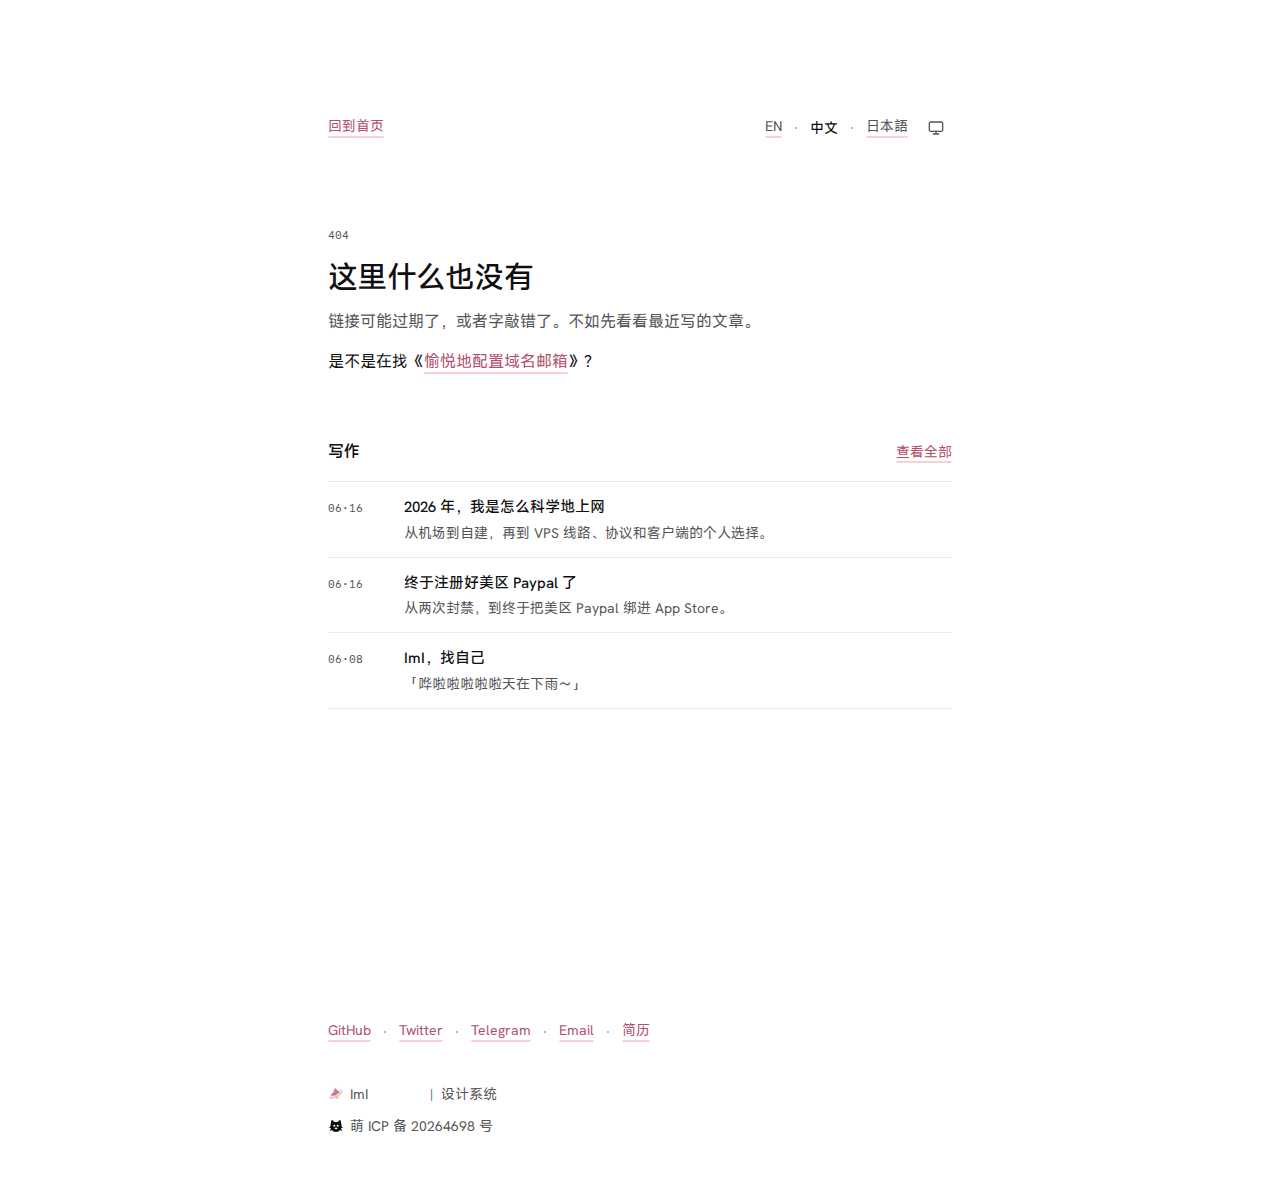 回到首页
EN · 中文 · 日本語
404
这里什么也没有
链接可能过期了，或者字敲错了。不如先看看最近写的文章。
是不是在找《愉悦地配置域名邮箱》？
写作 查看全部
06·16 2026 年，我是怎么科学地上网
从机场到自建，再到 VPS 线路、协议和客户端的个人选择。
06·16 终于注册好美区 Paypal 了
从两次封禁，到终于把美区 Paypal 绑进 App Store。
06·08 ImI，找自己
「哗啦啦啦啦啦天在下雨～」
GitHub · Twitter · Telegram · Email · 简历
ImI | 设计系统
萌 ICP 备 20264698 号